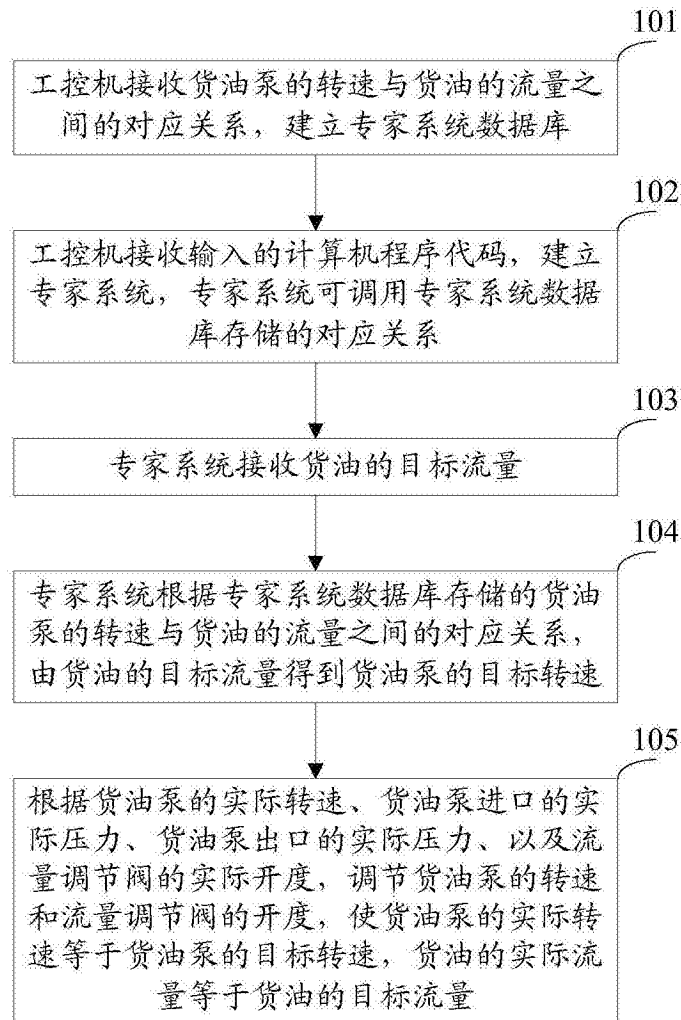 101
工控机接收货油泵的转速与货油的流量之
间的对应关系，建立专家系统数据库
102
工控机接收输入的计算机程序代码，建立
专家系统，专家系统可调用专家系统数据
库存储的对应关系
103
专家系统接收货油的目标流量
104
专家系统根据专家系统数据库存储的货油
泵的转速与货油的流量之间的对应关系，
由货油的目标流量得到货油泵的目标转速
105
根据货油泵的实际转速、货油泵进口的实
际压力、货油泵出口的实际压力、以及流
量调节阀的实际开度，调节货油泵的转速
和流量调节阀的开度，使货油泵的实际转
速等于货油泵的目标转速，货油的实际流
量等于货油的目标流量